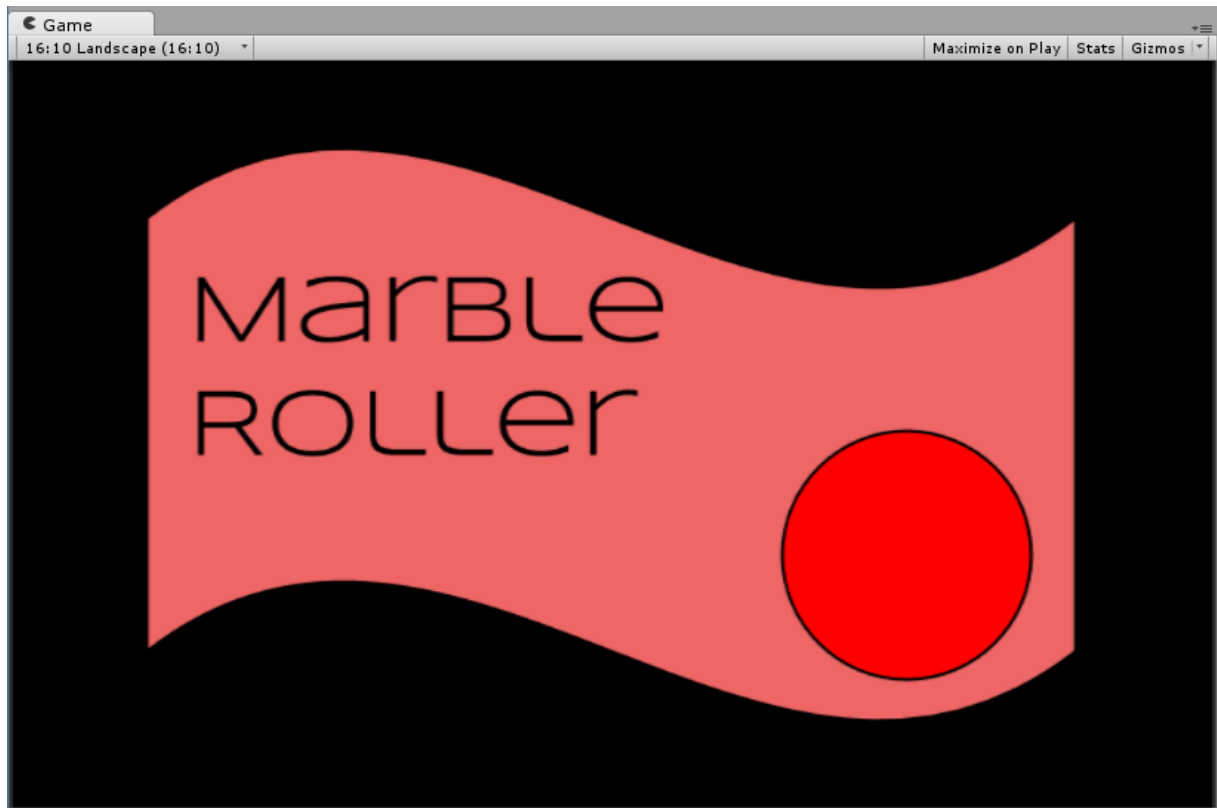 Game
16:10 Landscape (16:10)
Maximize on Play
Stats
Gizmos
MarBLe
RoLLer